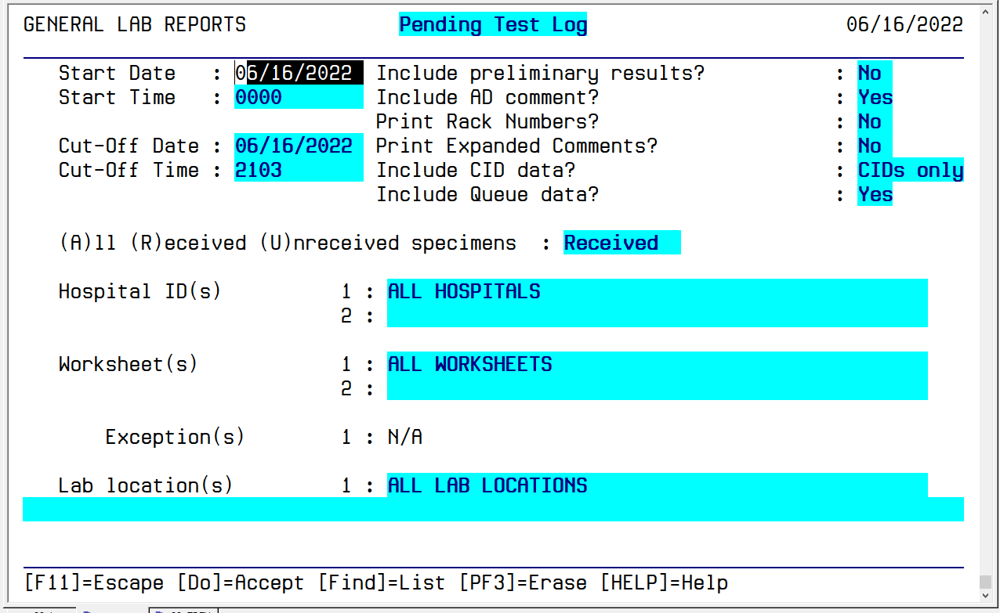 GENERAL LAB REPORTS Pending Test Log 06/16/2022
Start Date : 06/16/2022 Include preliminary results? : No
Start Time : 0000 Include AD comment? : Yes
Print Rack Numbers? : No
Cut-Off Date : 06/16/2022 Print Expanded Comments? : No
Cut-Off Time : 2103 Include CID data? : CIDs only
Include Queue data? : Yes
(A)ll (R)eceived (U)nreceived specimens : Received
Hospital ID(s) 1 : ALL HOSPITALS
2 :
Worksheet(s) 1 : ALL WORKSHEETS
2 :
Exception(s) 1 : N/A
Lab location(s) 1 : ALL LAB LOCATIONS
[F11]=Escape [Do]=Accept [Find]=List [PF3]=Erase [HELP]=Help